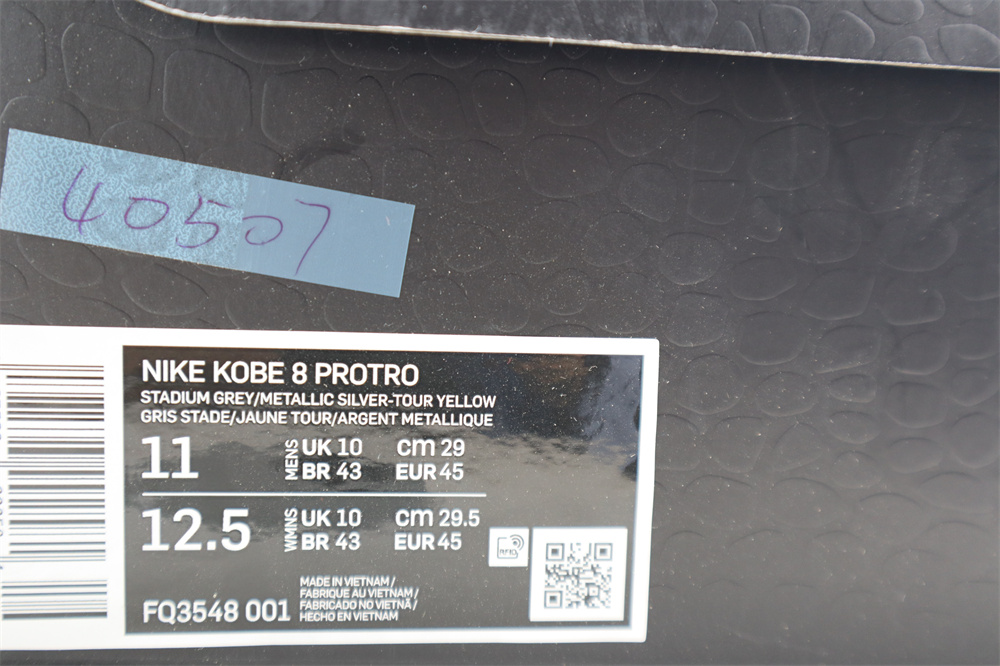 40507
NIKE KOBE 8 PROTRO
STADIUM GREY/METALLIC SILVER-TOUR YELLOW
GRIS STADE/JAUNE TOUR/ARGENT METALLIQUE
11 MENS UK 10 cm 29
BR 43 EUR 45
12.5 WMNS UK 10 cm 29.5
BR 43 EUR 45
RFID
MADE IN VIETNAM /
FABRIQUE AU VIETNAM /
FABRICADO NO VIETNÃ /
HECHO EN VIETNAM
FQ3548 001